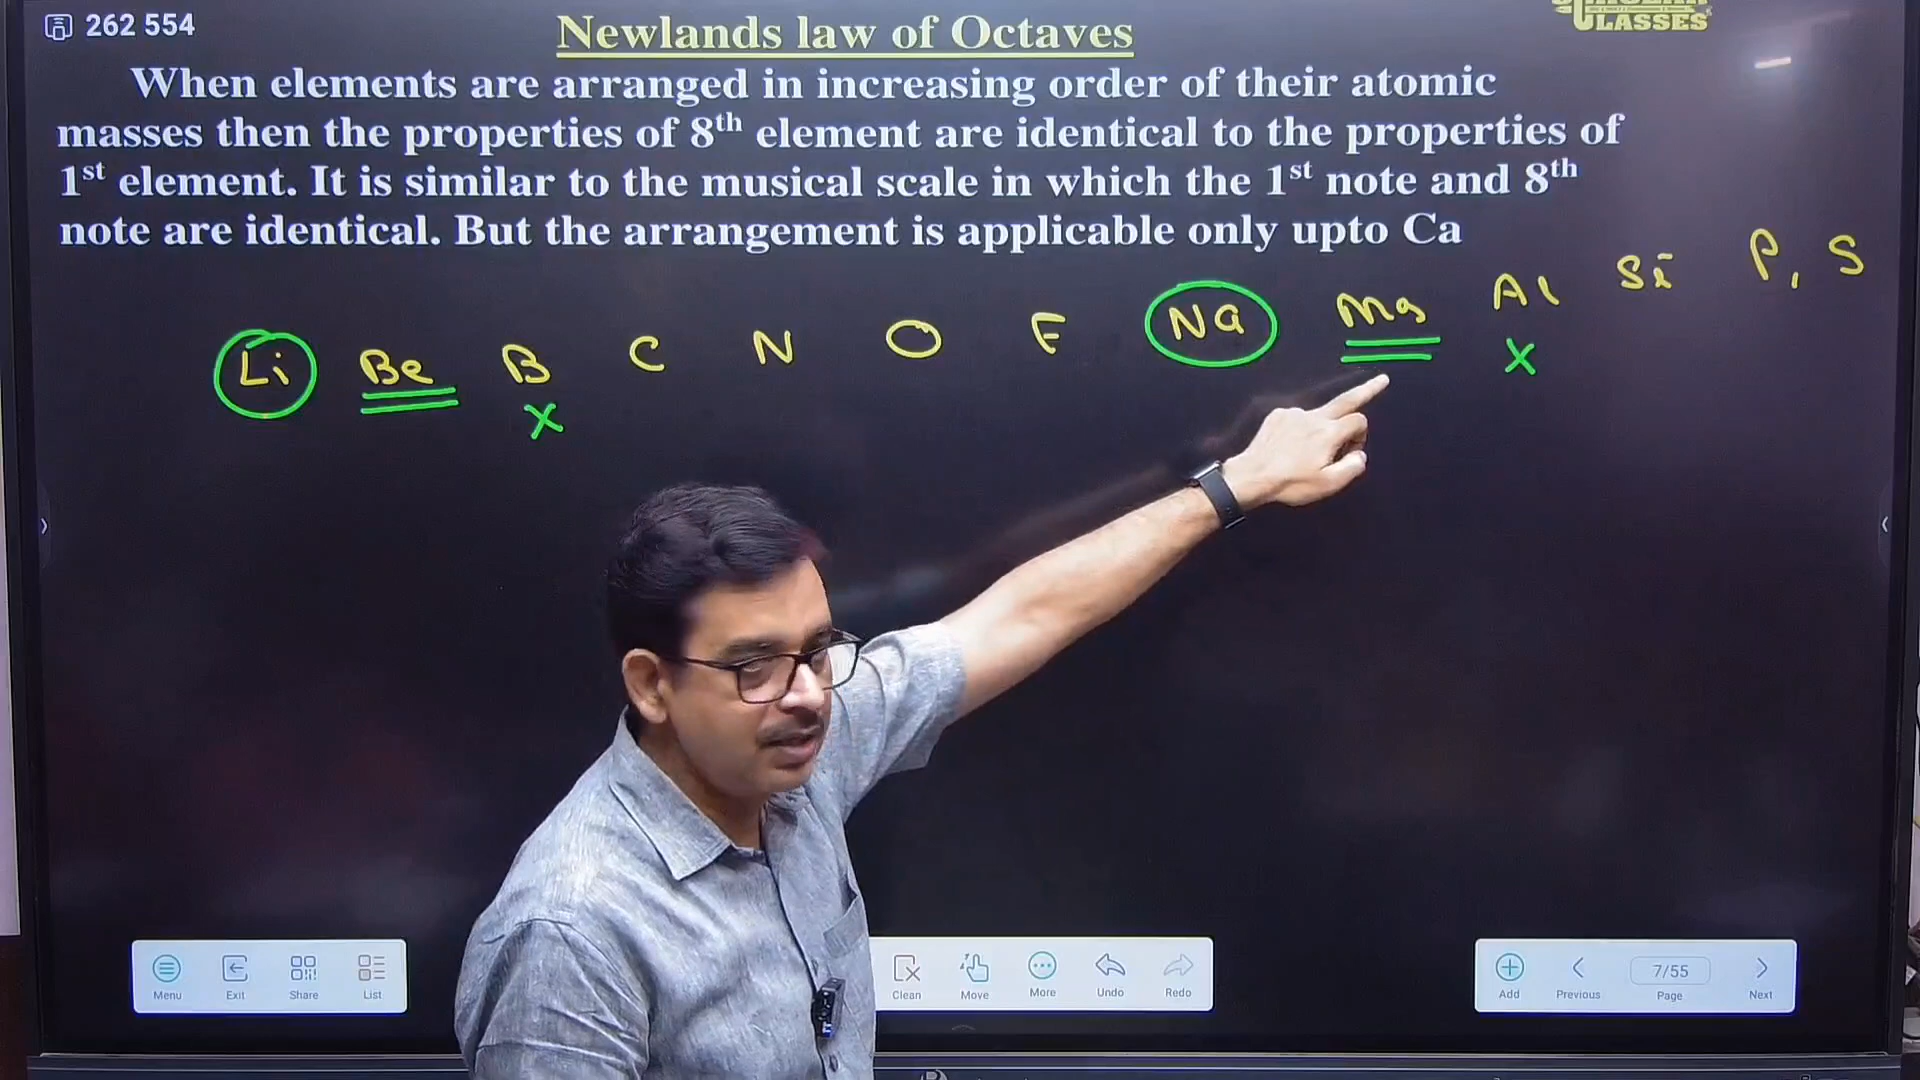 262 554
Newlands law of Octaves
CLASSES
When elements are arranged in increasing order of their atomic
masses then the properties of 8th element are identical to the properties of
1st element. It is similar to the musical scale in which the 1st note and 8th
note are identical. But the arrangement is applicable only upto Ca
Li Be B C N O F Na Mg Al Si P, S
X X
Menu Exit Share List Clean Move More Undo Redo Add Previous 7/55 Page Next